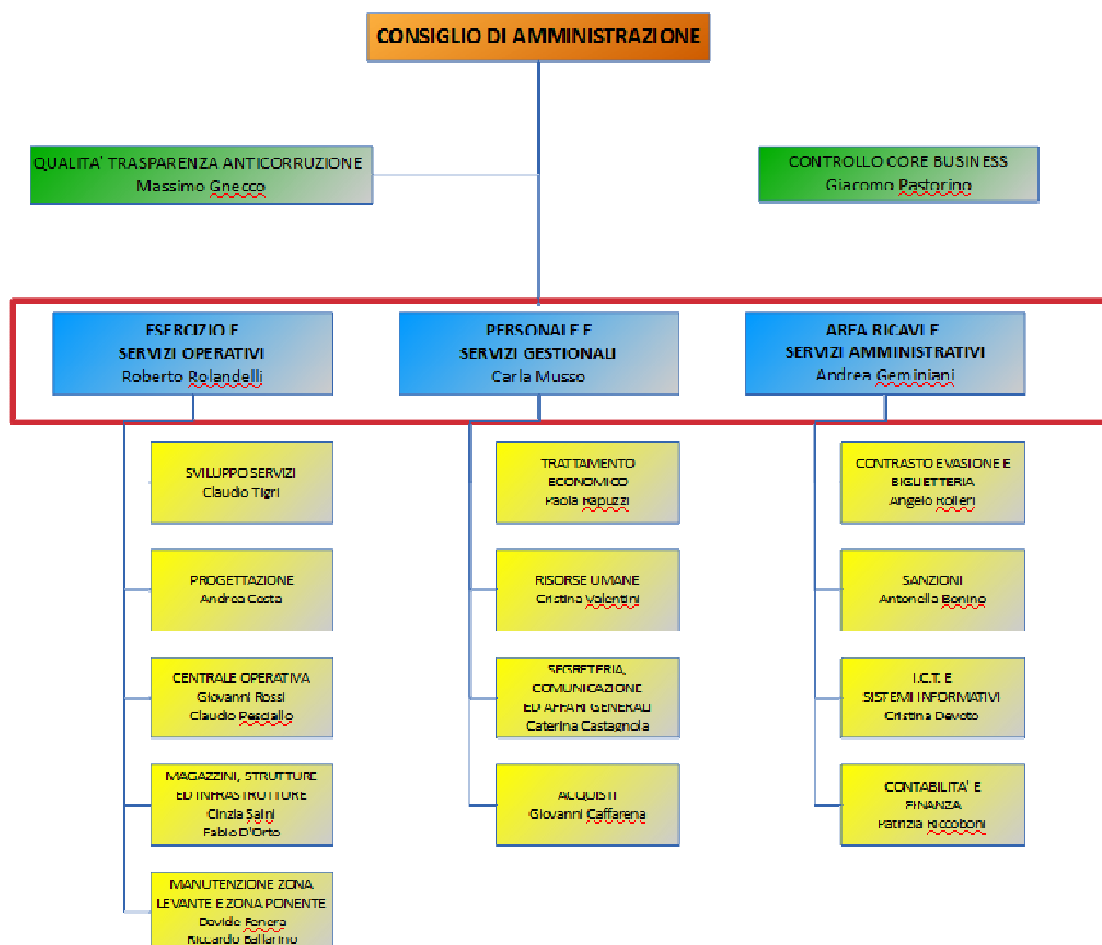 CONSIGLIO DI AMMINISTRAZIONE
QUALITA' TRASPARENZA ANTICORRUZIONE
Massimo Gnecco
CONTROLLO CORE BUSINESS
Giacomo Pastorino
ESERCIZIO E
SERVIZI OPERATIVI
Roberto Rolandelli
PERSONALE E
SERVIZI GESTIONALI
Carla Musso
AREA RICAVI E
SERVIZI AMMINISTRATIVI
Andrea Geminiani
SVILUPPO SERVIZI
Claudio Tigri
TRATTAMENTO
ECONOMICO
Paola Rapuzzi
CONTRASTO EVASIONE E
BIGLIETTERIA
Angelo Rolleri
PROGETTAZIONE
Andrea Costa
RISORSE UMANE
Cristina Valentini
SANZIONI
Antonella Bonino
CENTRALE OPERATIVA
Giovanni Rossi
Claudio Pesciallo
SEGRETERIA,
COMUNICAZIONE
ED AFFARI GENERALI
Caterina Castagnola
I.C.T. E
SISTEMI INFORMATIVI
Cristina Devoto
MAGAZZINI, STRUTTURE
ED INFRASTRUTTURE
Cinzia Saini
Fabio D'Orto
ACQUISTI
Giovanni Caffarena
CONTABILITA' E
FINANZA
Patrizia Riccoboni
MANUTENZIONE ZONA
LEVANTE E ZONA PONENTE
Davide Fenera
Riccardo Ballarino